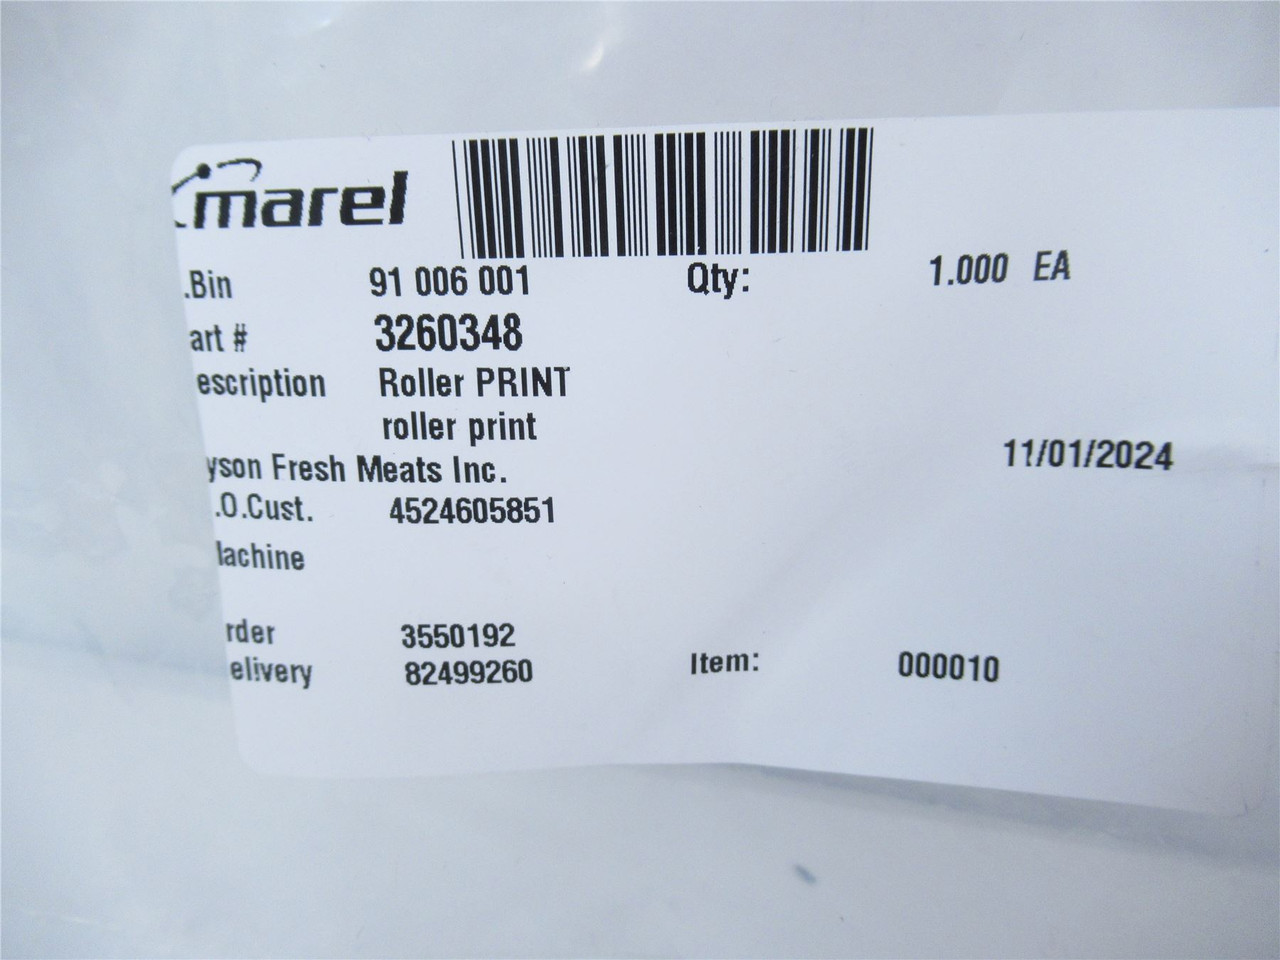 marel
.Bin 91 006 001 Qty: 1.000 EA
art # 3260348
escription Roller PRINT
roller print
yson Fresh Meats Inc. 11/01/2024
.O.Cust. 4524605851
lachine
rder 3550192
elivery 82499260 Item: 000010